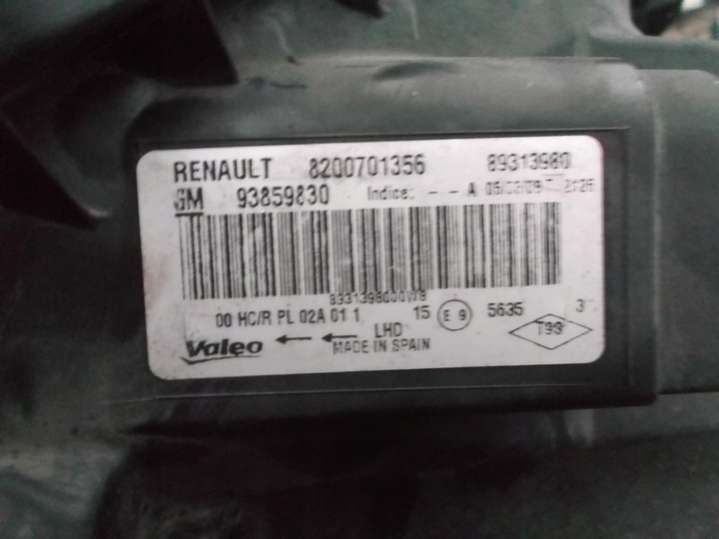 RENAULT 8200701356 89313980
GM 93859830 Indice: - - A
00 HC/R PL 02A 01 1 15 E 9 5635 3
Valeo LHD
MADE IN SPAIN